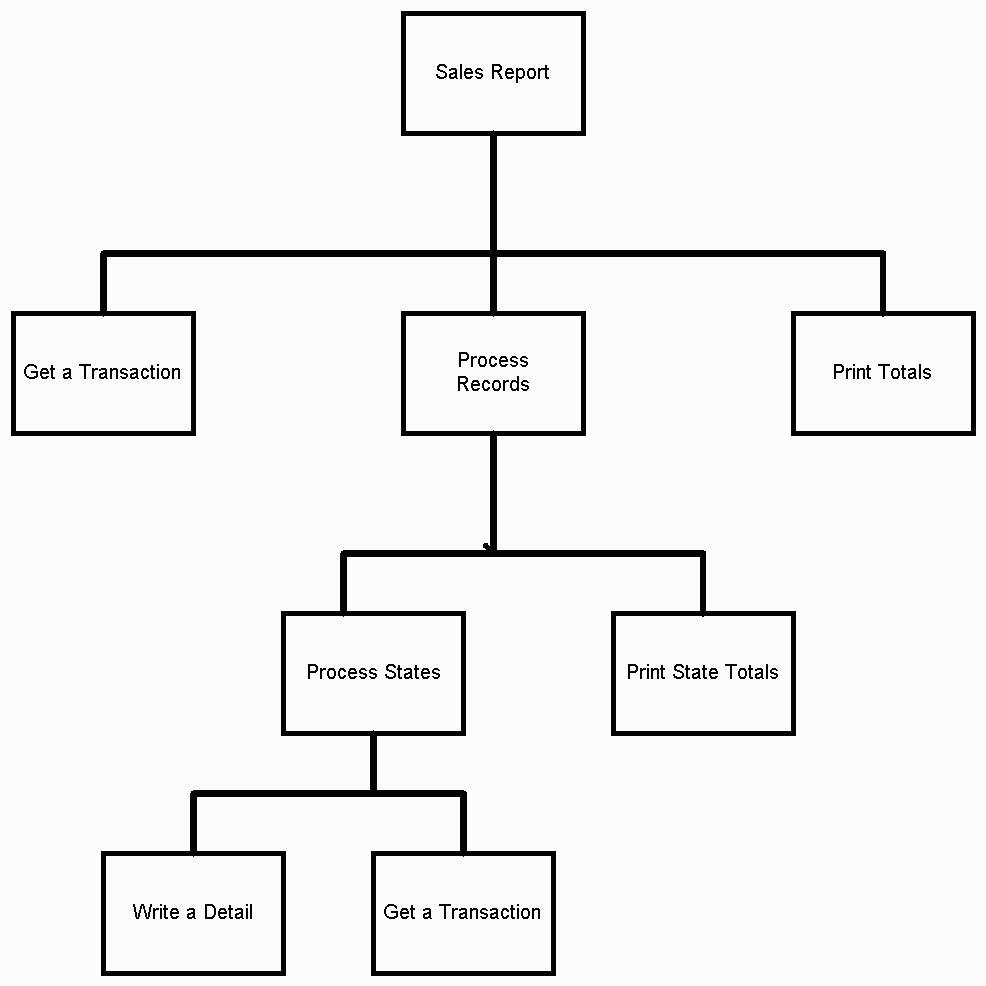 Sales Report
Get a Transaction
Process
Records
Print Totals
Process States
Print State Totals
Write a Detail
Get a Transaction